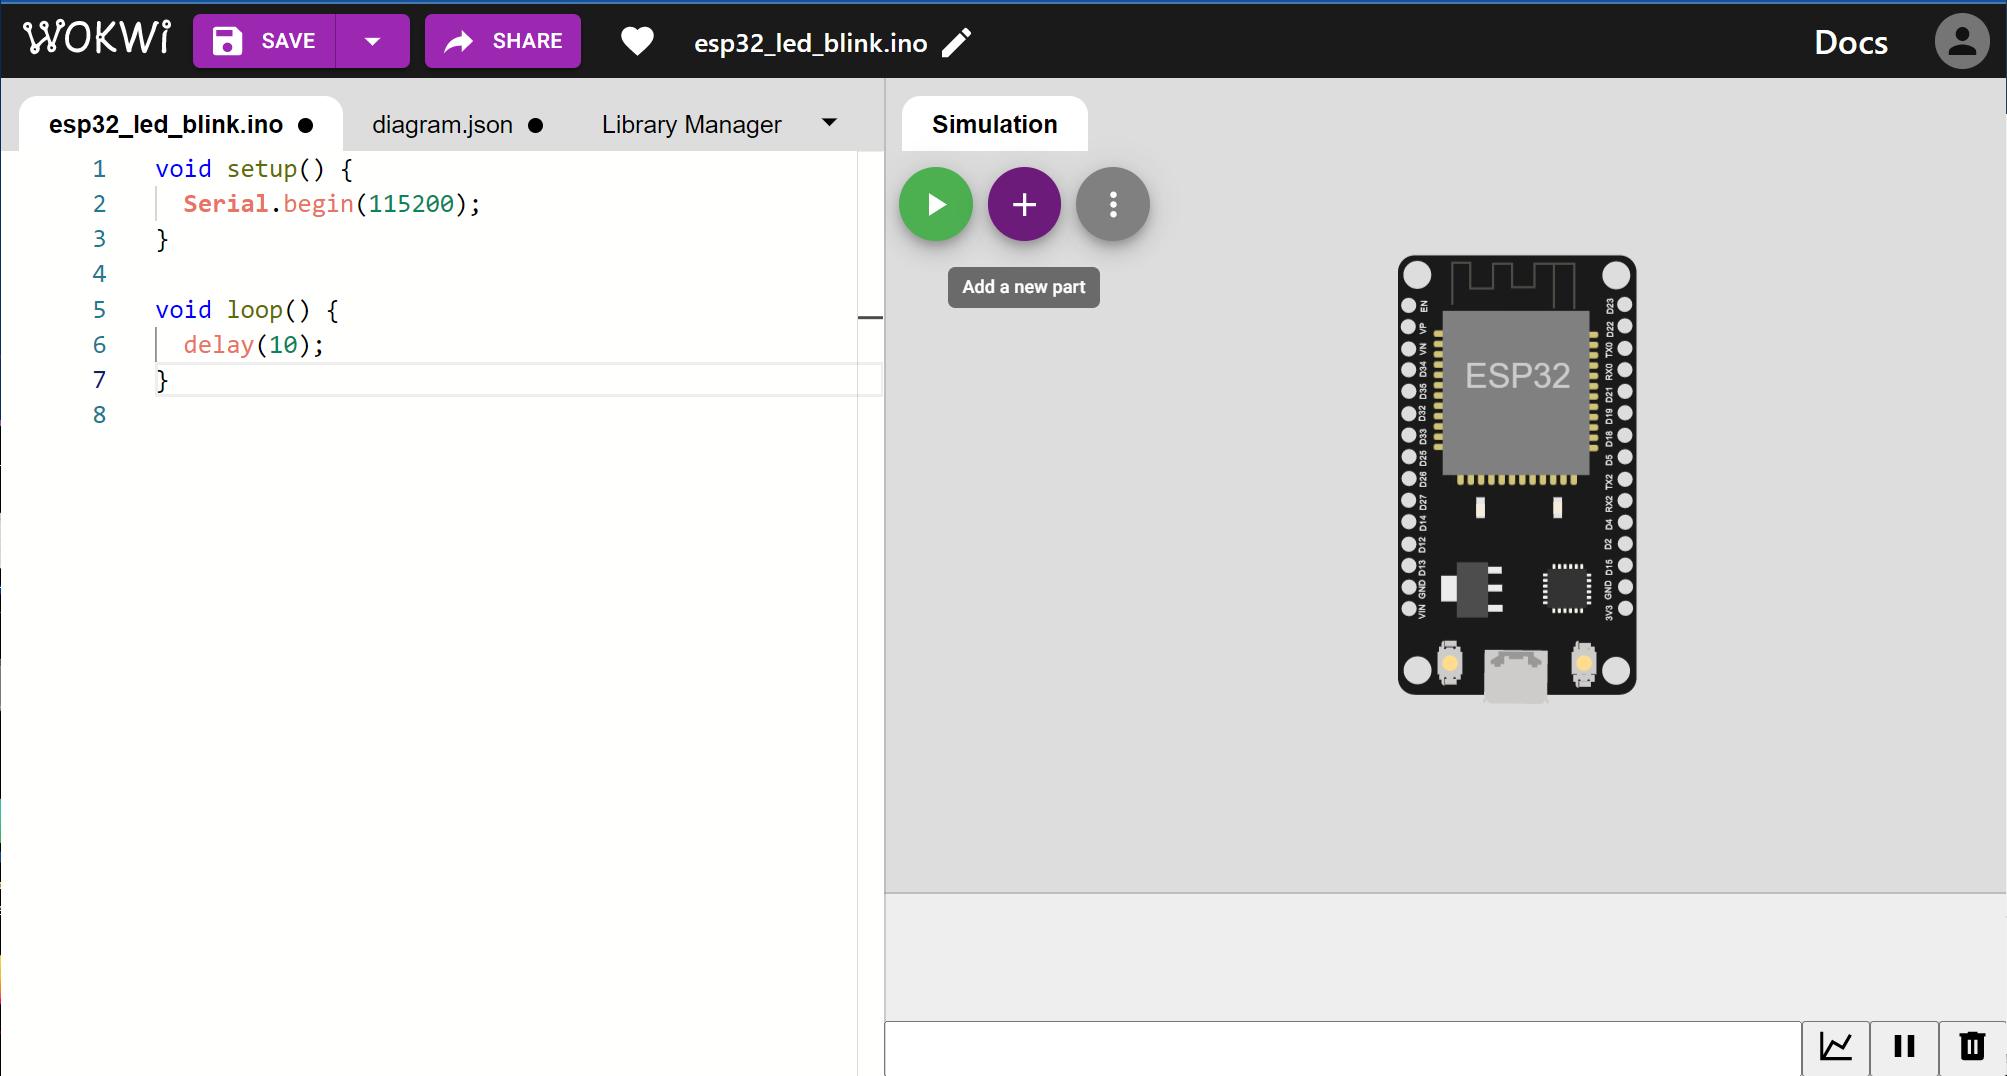 WOKWi SAVE SHARE esp32_led_blink.ino Docs
esp32_led_blink.ino diagram.json Library Manager
1 void setup() {
2 Serial.begin(115200);
3 }
4
5 void loop() {
6 delay(10);
7 }
8
Simulation
Add a new part
ESP32
EN
VP
VN
D34
D35
D32
D33
D25
D26
D27
D14
D12
D13
GND
VIN
D23
D22
TX0
RX0
D21
D19
D18
D5
TX2
RX2
D4
D2
D15
GND
3V3